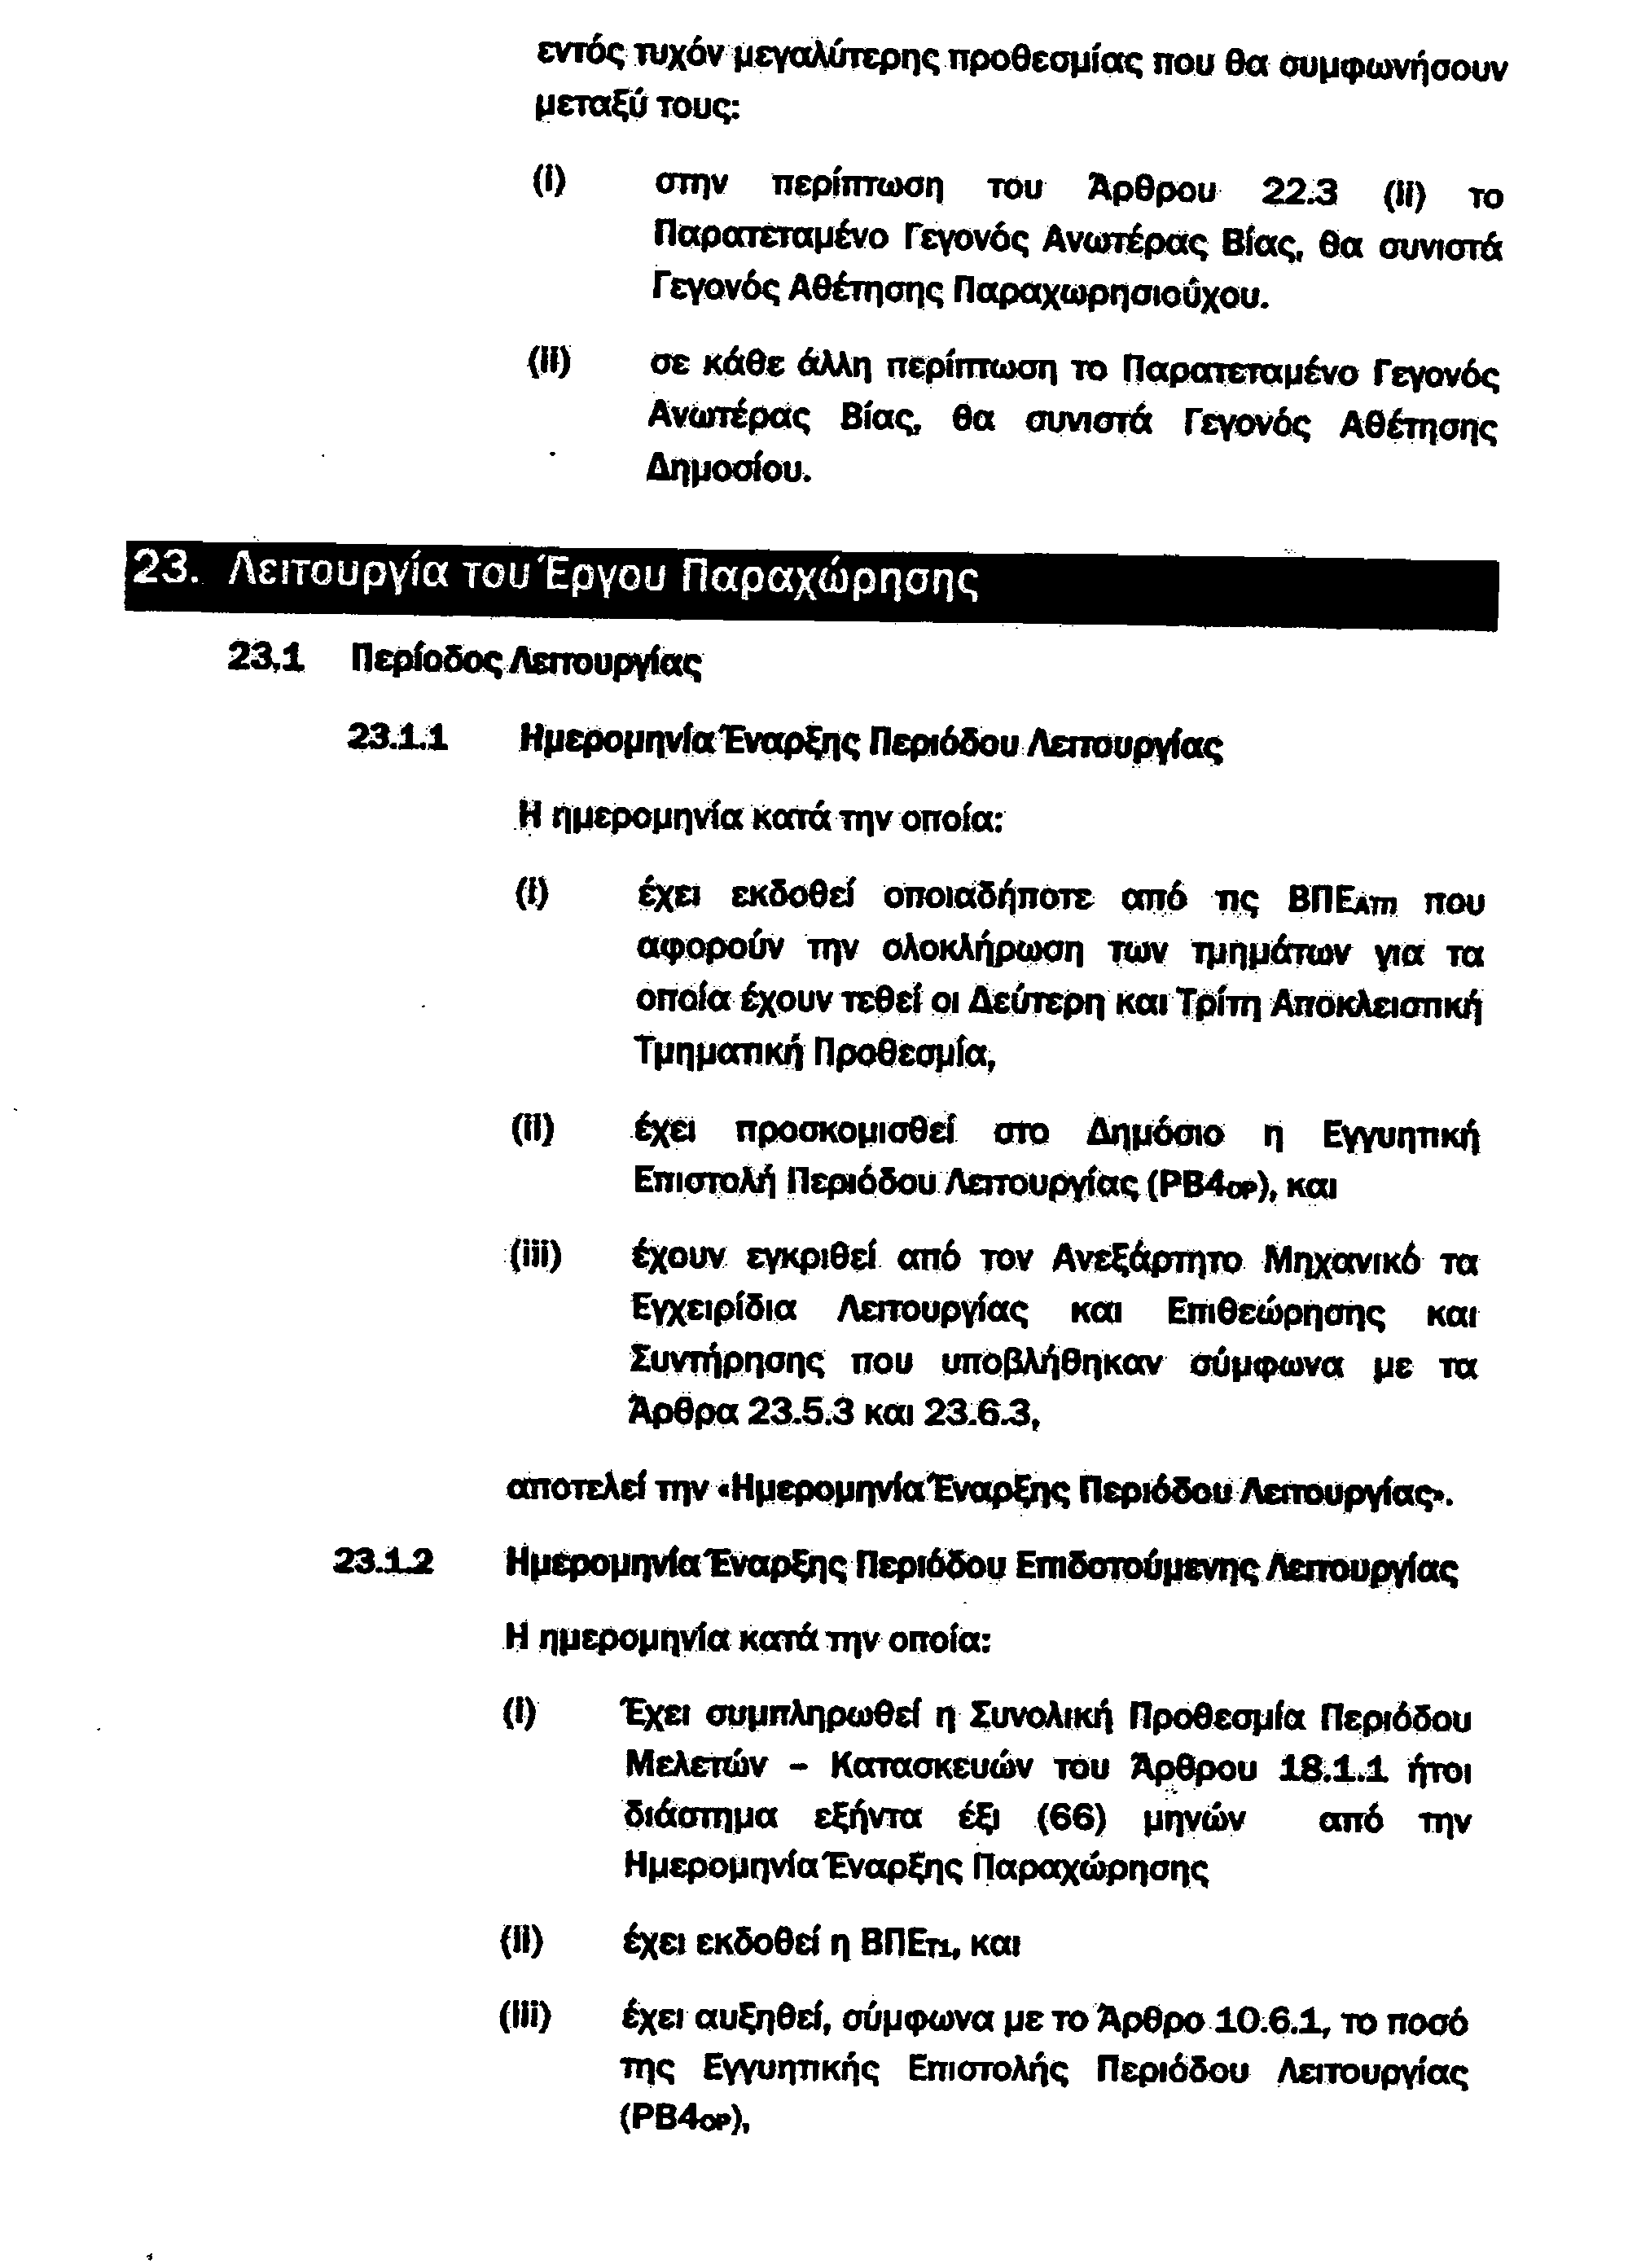 εντός τυχόν μεγαλύτερης προθεσμίας που θα συμφωνήσουν
μεταξύ τους:
(i) στην περίπτωση του Άρθρου 22.3 (ii) το
Παρατεταμένο Γεγονός Ανωτέρας Βίας, θα συνιστά
Γεγονός Αθέτησης Παραχωρησιούχου.
(ii) σε κάθε άλλη περίπτωση το Παρατεταμένο Γεγονός
Ανωτέρας Βίας, θα συνιστά Γεγονός Αθέτησης
Δημοσίου.
23. Λειτουργία του Έργου Παραχώρησης
23.1 Περίοδος Λειτουργίας
23.1.1 Ημερομηνία Έναρξης Περιόδου Λειτουργίας
Η ημερομηνία κατά την οποία:
(i) έχει εκδοθεί οποιαδήποτε από τις ΒΠΕΑΤΠ που
αφορούν την ολοκλήρωση των τμημάτων για τα
οποία έχουν τεθεί οι Δεύτερη και Τρίτη Αποκλειστική
Τμηματική Προθεσμία,
(ii) έχει προσκομισθεί στο Δημόσιο η Εγγυητική
Επιστολή Περιόδου Λειτουργίας (PB4OP), και
(iii) έχουν εγκριθεί από τον Ανεξάρτητο Μηχανικό τα
Εγχειρίδια Λειτουργίας και Επιθεώρησης και
Συντήρησης που υποβλήθηκαν σύμφωνα με τα
Άρθρα 23.5.3 και 23.6.3,
αποτελεί την «Ημερομηνία Έναρξης Περιόδου Λειτουργίας».
23.1.2 Ημερομηνία Έναρξης Περιόδου Επιδοτούμενης Λειτουργίας
Η ημερομηνία κατά την οποία:
(i) Έχει συμπληρωθεί η Συνολική Προθεσμία Περιόδου
Μελετών – Κατασκευών του Άρθρου 18.1.1 ήτοι
διάστημα εξήντα έξι (66) μηνών από την
Ημερομηνία Έναρξης Παραχώρησης
(ii) έχει εκδοθεί η ΒΠΕΤ1, και
(iii) έχει αυξηθεί, σύμφωνα με το Άρθρο 10.6.1, το ποσό
της Εγγυητικής Επιστολής Περιόδου Λειτουργίας
(PB4OP),